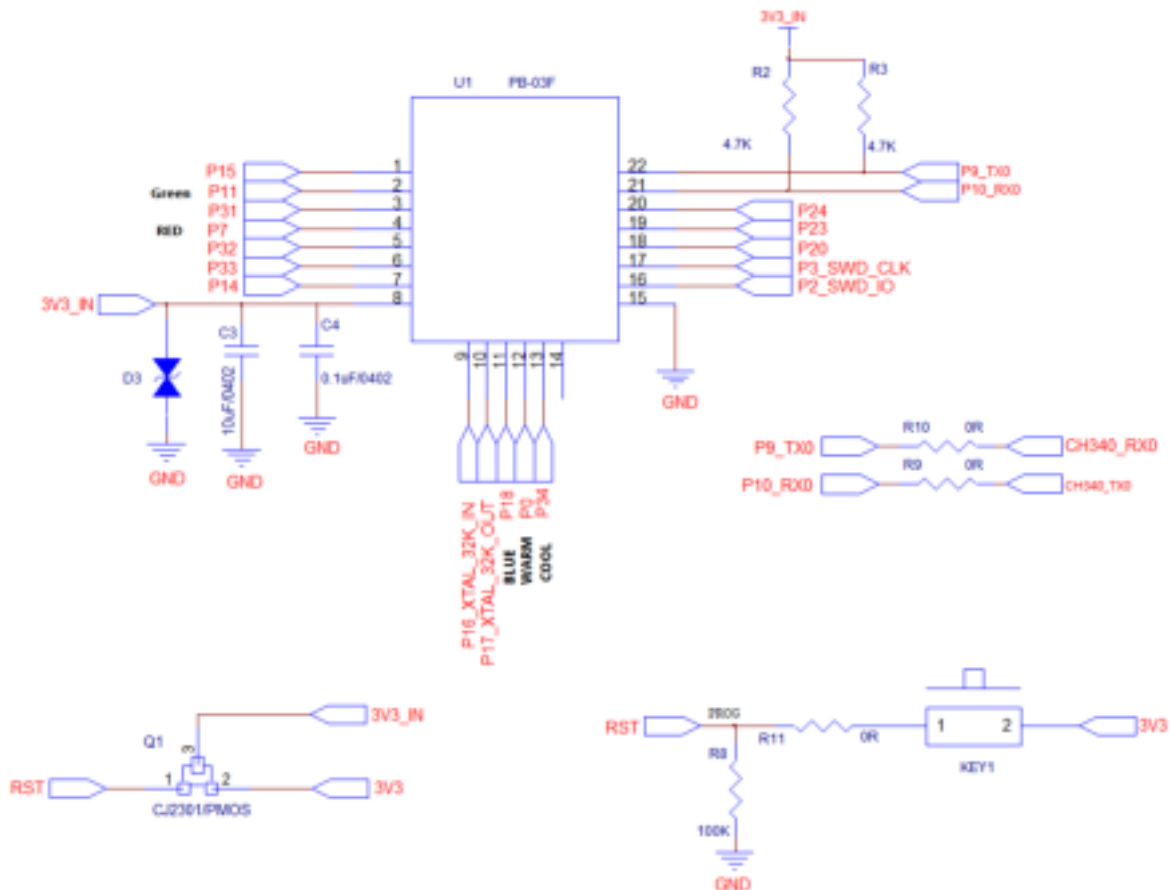 3V3_IN
R2
R3
4.7K
4.7K
U1 PB-03F
P15 1
Green P11 2
P31 3
RED P7 4
P32 5
P33 6
P14 7
3V3_IN 8
22 P9_TX0
21 P10_RX0
20 P24
19 P23
18 P20
17 P3_SWD_CLK
16 P2_SWD_IO
15
GND
D3
GND
C3
10uF/0402
GND
C4
0.1uF/0402
GND
9 10 11 12 13 14
P16_XTAL_32K_IN
P17_XTAL_32K_OUT
P18
BLUE
P0
WARM
P34
COOL
P9_TX0 R10 0R CH340_RX0
P10_RX0 R9 0R CH340_TX0
3V3_IN
Q1
3
RST 1 2 3V3
CJ2301/PMOS
RST PROG R11 0R 1 2 3V3
KEY1
R8
100K
GND